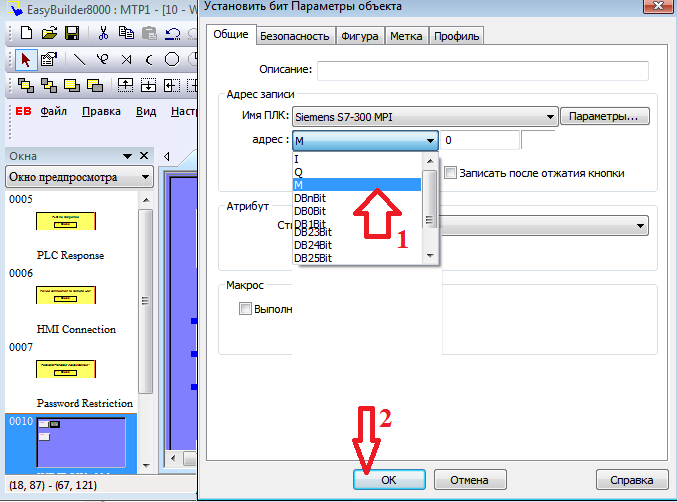 EasyBuilder8000 : MTP1 - [10 - W
EB Файл Правка Вид Наст
Окна
Окно предпросмотра
0005
PLC Response
0006
HMI Connection
0007
Password Restriction
0010
(18, 87) - (67, 121)
Установить бит Параметры объекта
Общие Безопасность Фигура Метка Профиль
Описание:
Адрес записи
Имя ПЛК: Siemens S7-300 MPI Параметры...
адрес : M 0
I
Q
M
DBnBit
DB0Bit
DB1Bit
DB23Bit
DB24Bit
DB25Bit
Записать после отжатия кнопки
Атрибут
Ст
1
Макрос
Выполн
2
OK Отмена Справка